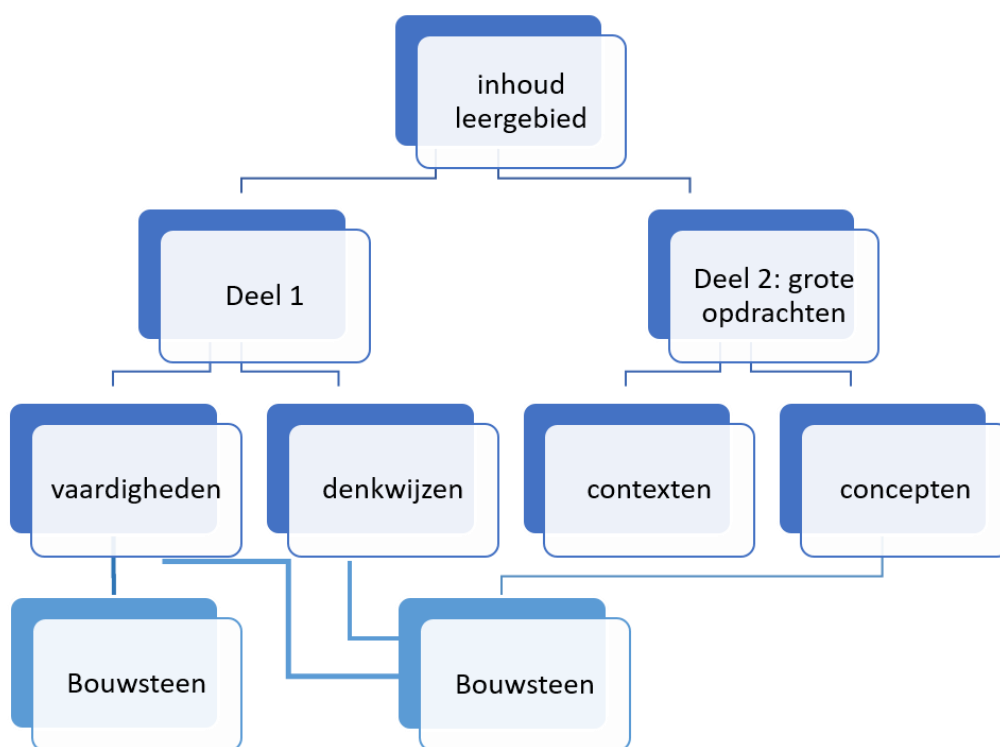 inhoud
leergebied
Deel 1
Deel 2: grote
opdrachten
vaardigheden
denkwijzen
contexten
concepten
Bouwsteen
Bouwsteen